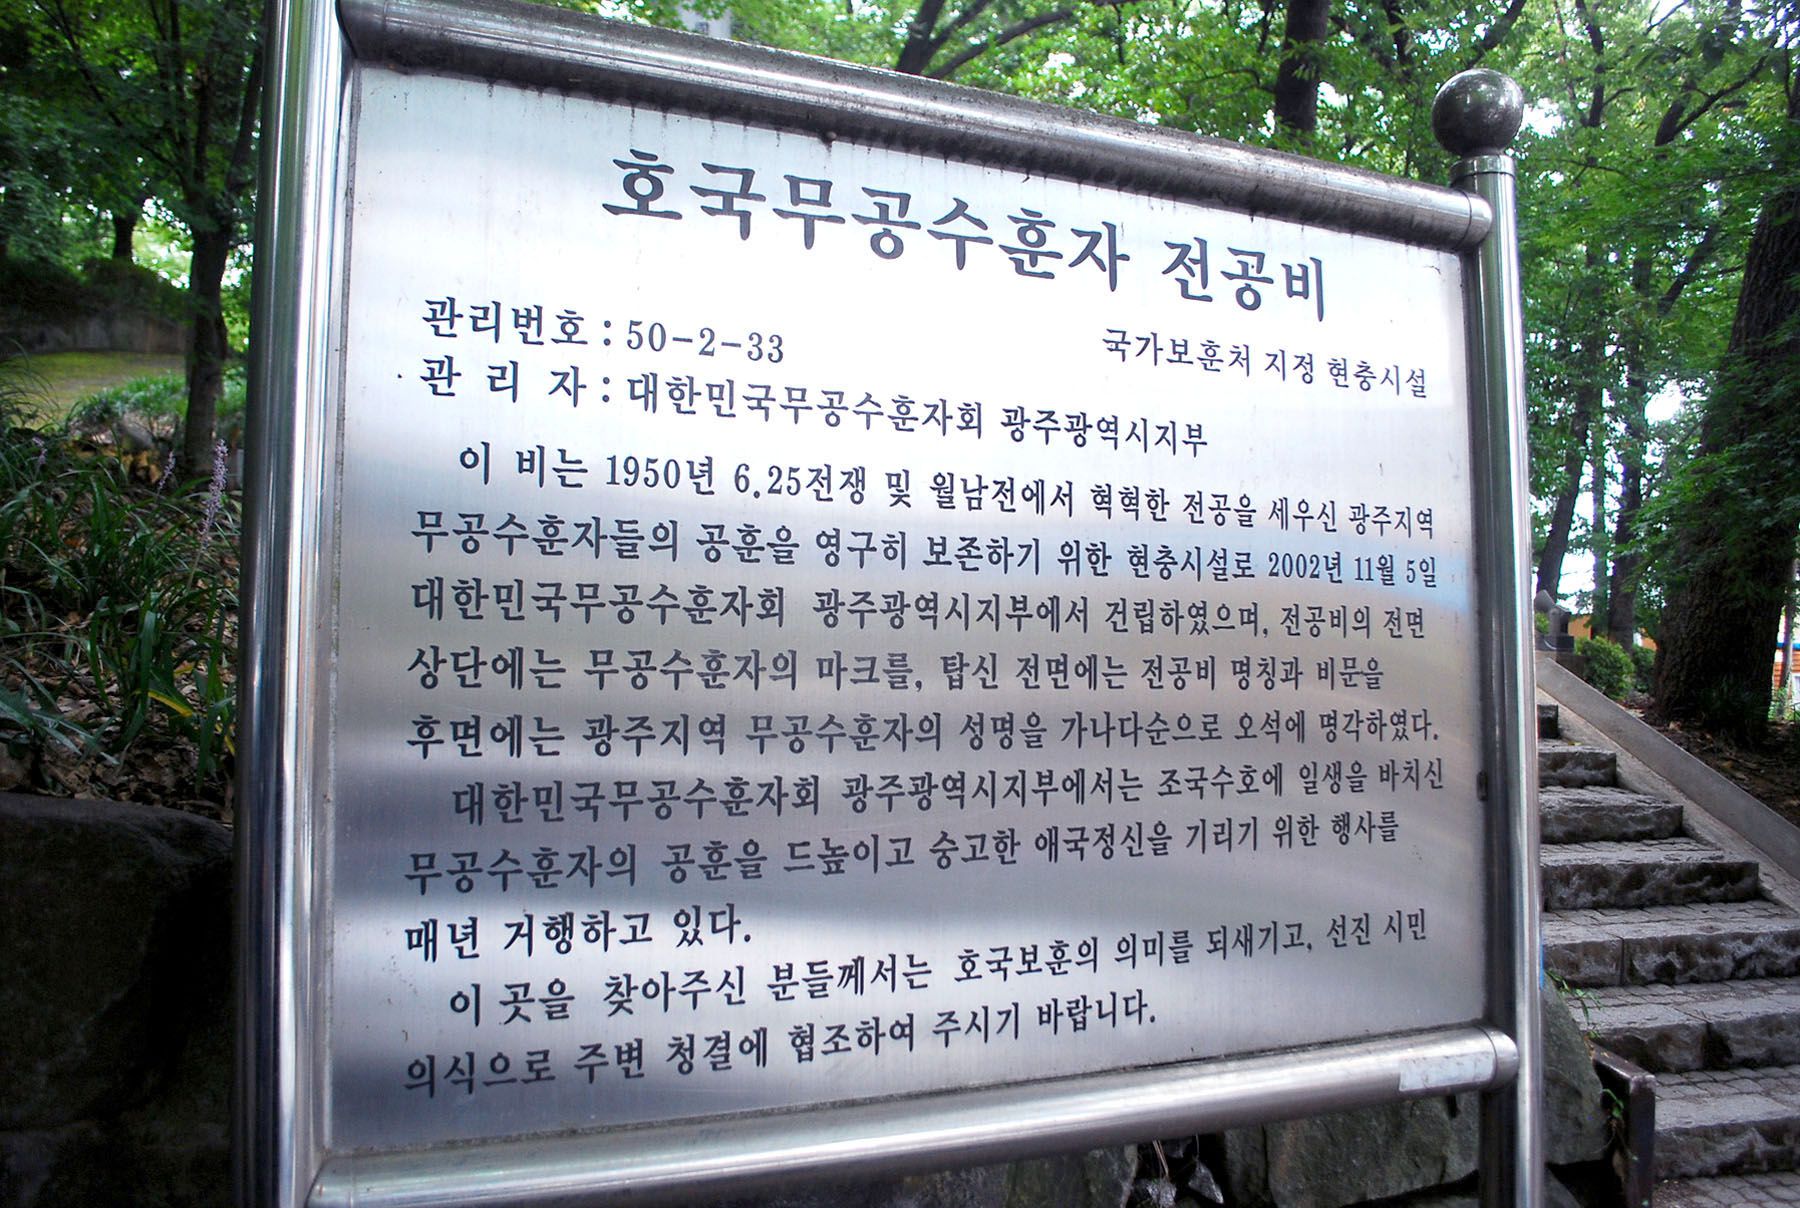 호국무공수훈자 전공비
관리번호 : 50-2-33
국가보훈처 지정 현충시설
관 리 자 : 대한민국무공수훈자회 광주광역시지부
이 비는 1950년 6.25전쟁 및 월남전에서 혁혁한 전공을 세우신 광주지역
무공수훈자들의 공훈을 영구히 보존하기 위한 현충시설로 2002년 11월 5일
대한민국무공수훈자회 광주광역시지부에서 건립하였으며, 전공비의 전면
상단에는 무공수훈자의 마크를, 탑신 전면에는 전공비 명칭과 비문을
후면에는 광주지역 무공수훈자의 성명을 가나다순으로 오석에 명각하였다.
대한민국무공수훈자회 광주광역시지부에서는 조국수호에 일생을 바치신
무공수훈자의 공훈을 드높이고 숭고한 애국정신을 기리기 위한 행사를
매년 거행하고 있다.
이 곳을 찾아주신 분들께서는 호국보훈의 의미를 되새기고, 선진 시민
의식으로 주변 청결에 협조하여 주시기 바랍니다.